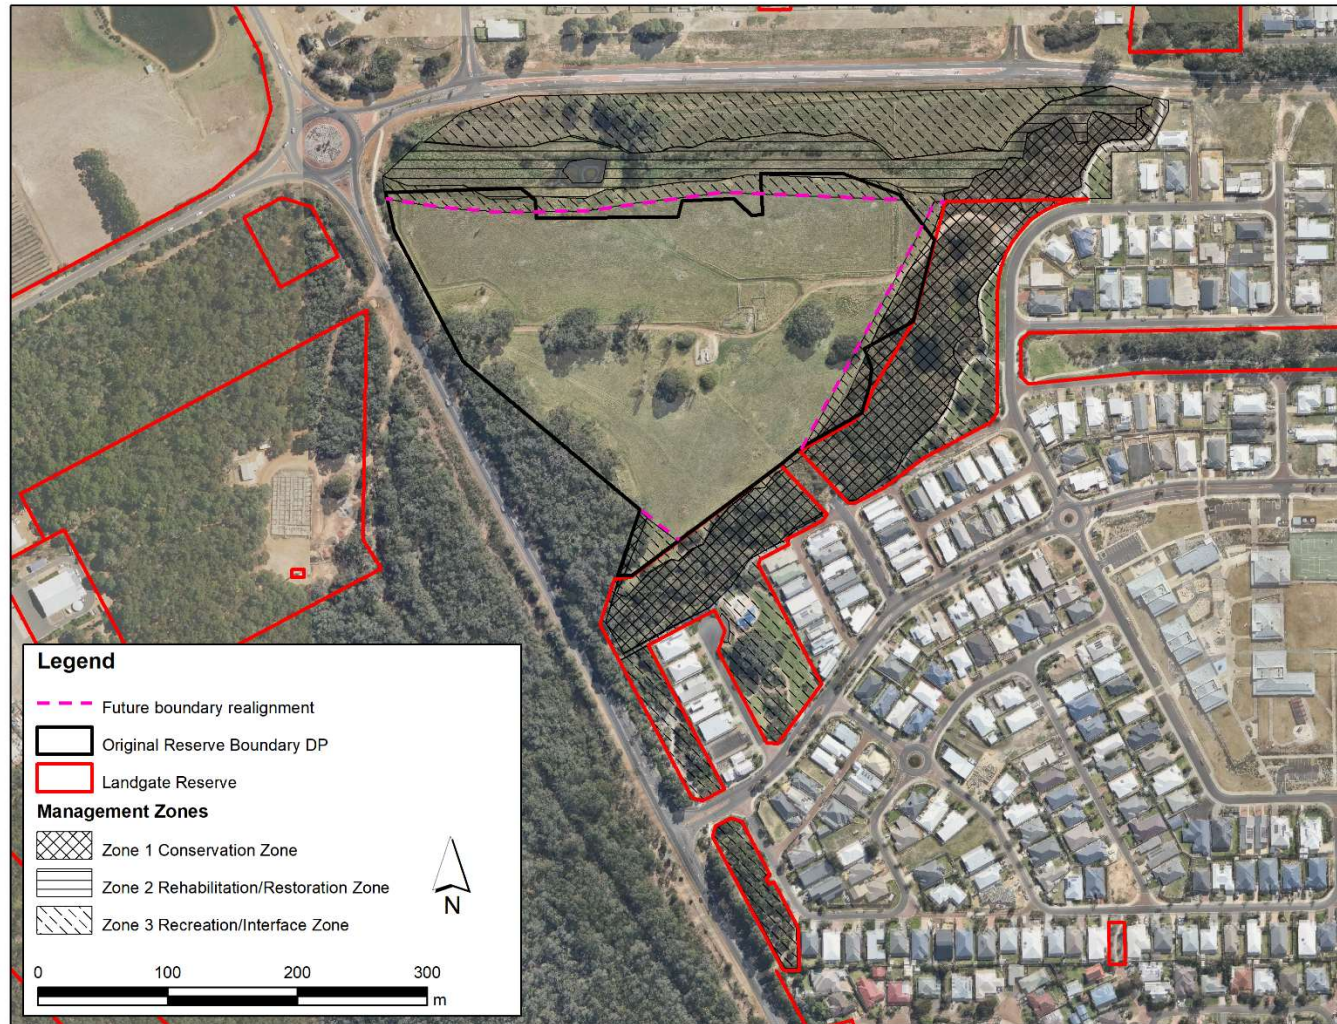 Legend
Future boundary realignment
Original Reserve Boundary DP
Landgate Reserve
Management Zones
Zone 1 Conservation Zone
Zone 2 Rehabilitation/Restoration Zone
Zone 3 Recreation/Interface Zone
N
0 100 200 300
m